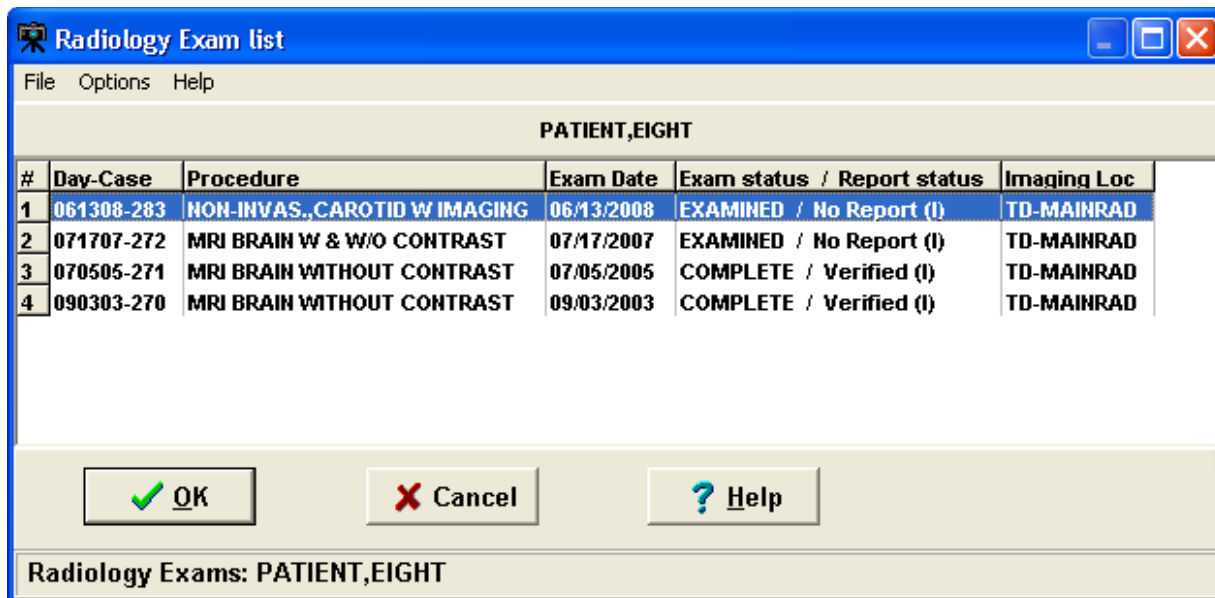 Radiology Exam list
File Options Help
PATIENT,EIGHT
# Day-Case Procedure Exam Date Exam status / Report status Imaging Loc
1 061308-283 NON-INVAS.,CAROTID W IMAGING 06/13/2008 EXAMINED / No Report (I) TD-MAINRAD
2 071707-272 MRI BRAIN W & W/O CONTRAST 07/17/2007 EXAMINED / No Report (I) TD-MAINRAD
3 070505-271 MRI BRAIN WITHOUT CONTRAST 07/05/2005 COMPLETE / Verified (I) TD-MAINRAD
4 090303-270 MRI BRAIN WITHOUT CONTRAST 09/03/2003 COMPLETE / Verified (I) TD-MAINRAD
OK Cancel ? Help
Radiology Exams: PATIENT,EIGHT